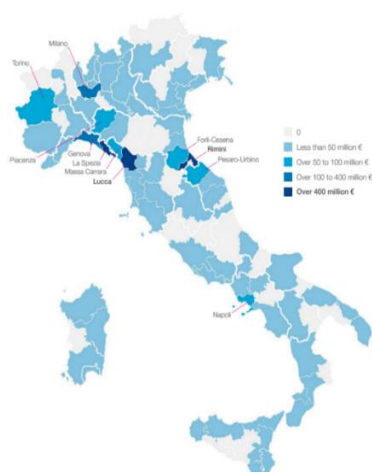 Milano
Torino
Piacenza
Genova
La Spezia
Massa Carrara
Lucca
Forlì-Cesena
Rimini
Pesaro-Urbino
0
Less than 50 million €
Over 50 to 100 million €
Over 100 to 400 million €
Over 400 million €
Napoli